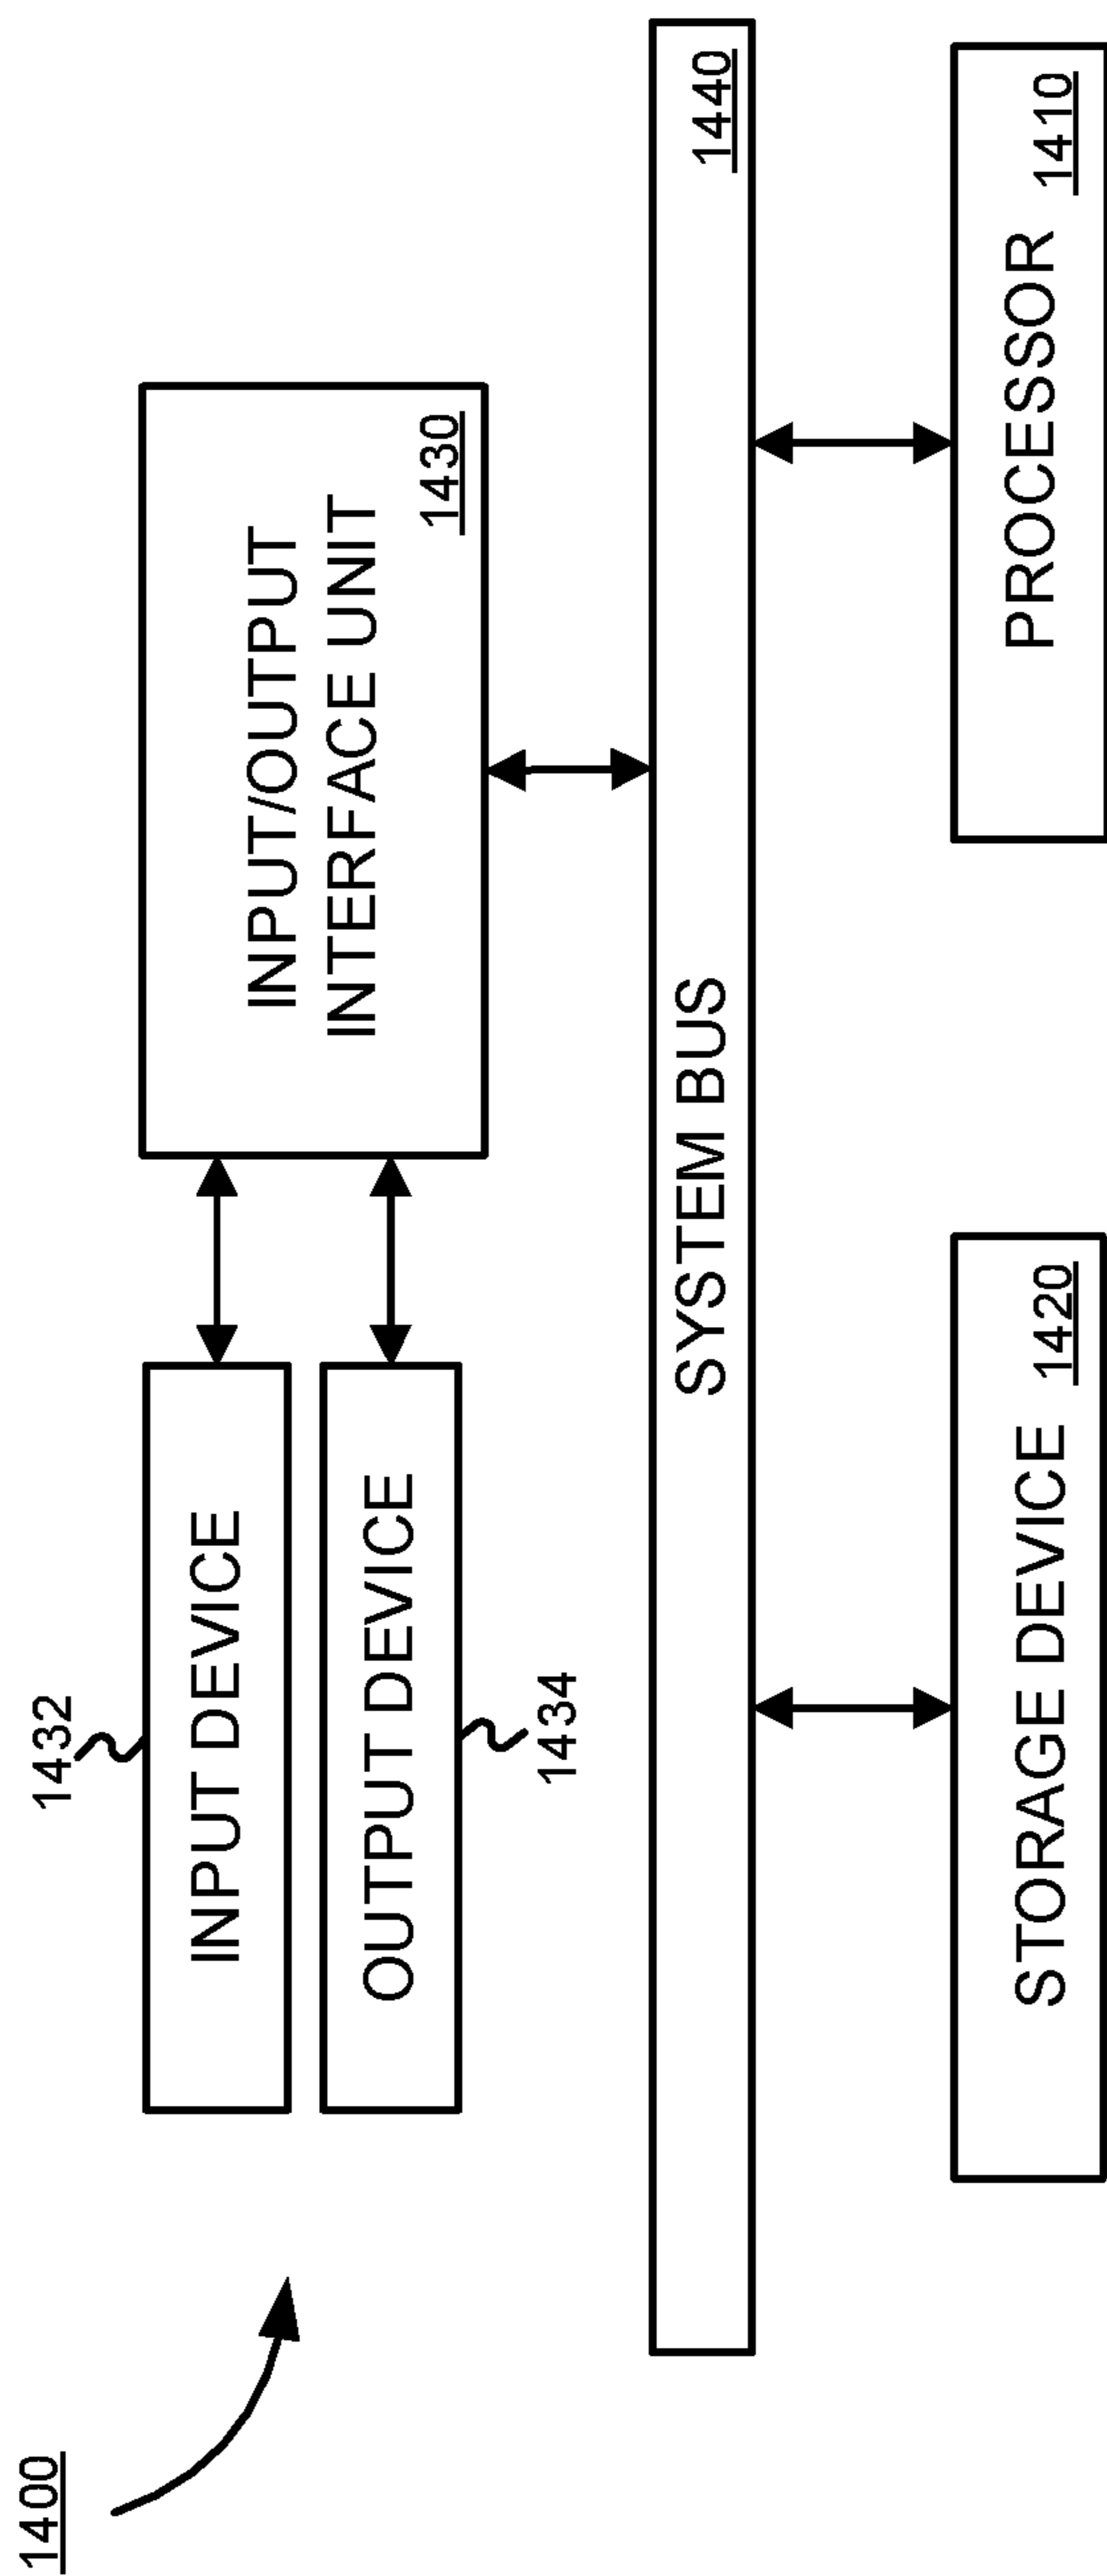 1400
1432
INPUT DEVICE
OUTPUT DEVICE
1434
INPUT/OUTPUT
INTERFACE UNIT
1430
SYSTEM BUS
1440
STORAGE DEVICE
1420
PROCESSOR
1410